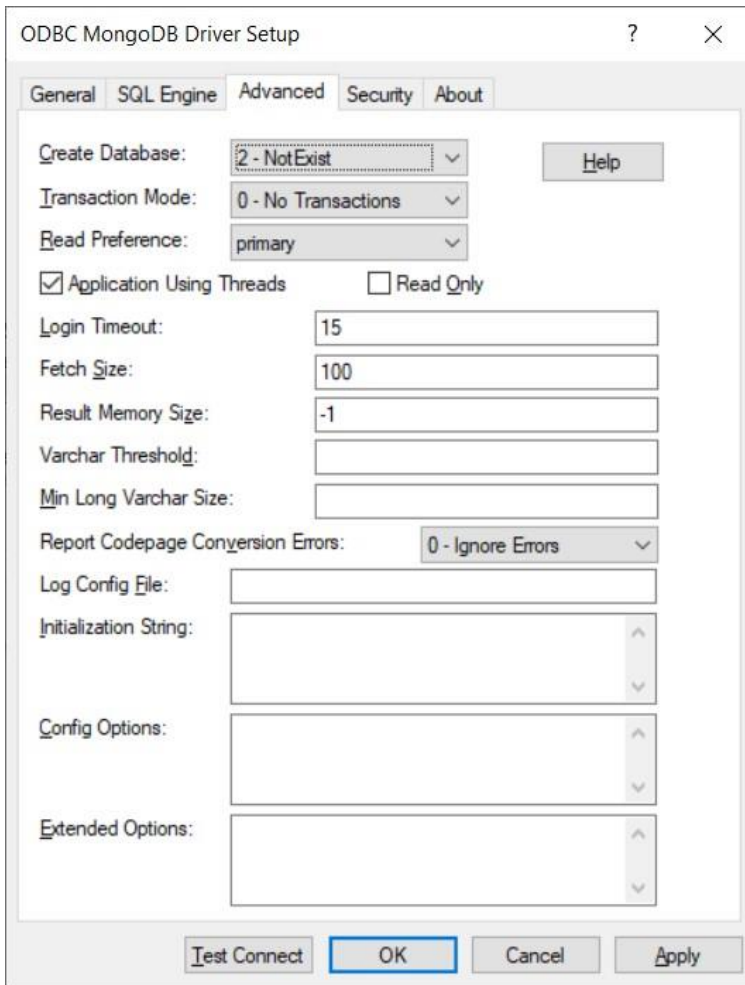 ODBC MongoDB Driver Setup ?
General SQL Engine Advanced Security About
Create Database: 2 - NotExist Help
Transaction Mode: 0 - No Transactions
Read Preference: primary
Application Using Threads Read Only
Login Timeout: 15
Fetch Size: 100
Result Memory Size: -1
Varchar Threshold:
Min Long Varchar Size:
Report Codepage Conversion Errors: 0 - Ignore Errors
Log Config File:
Initialization String:
Config Options:
Extended Options:
Test Connect OK Cancel Apply